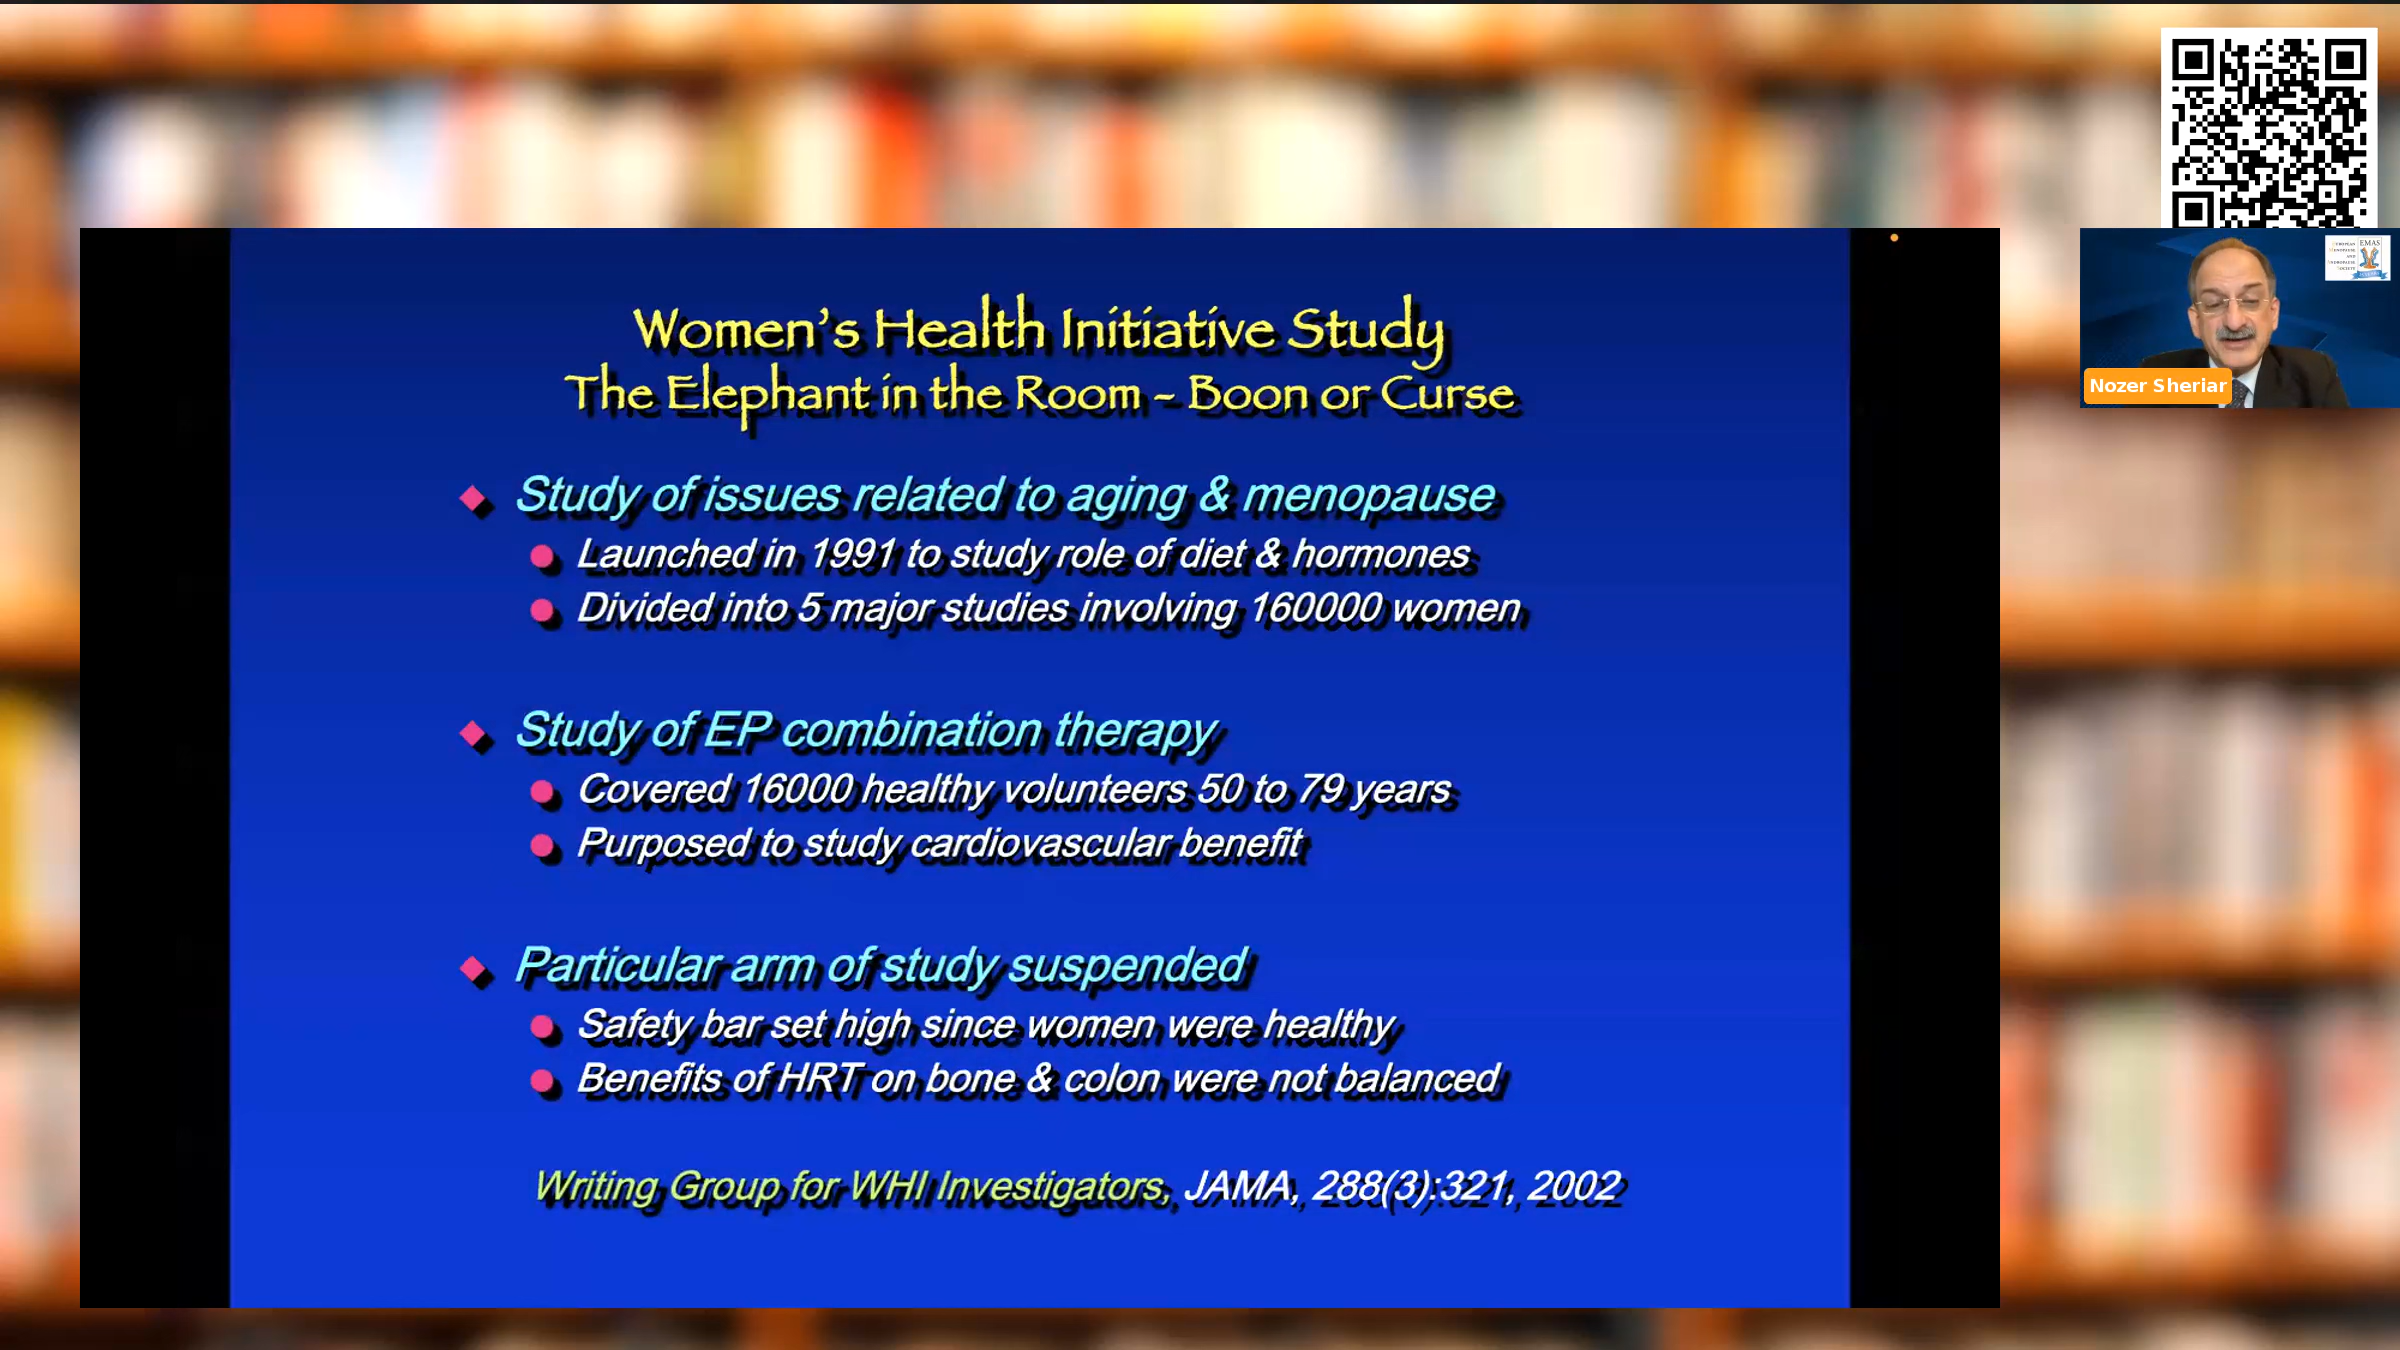 Women's Health Initiative Study
The Elephant in the Room - Boon or Curse
Study of issues related to aging & menopause
Launched in 1991 to study role of diet & hormones
Divided into 5 major studies involving 160000 women
Study of EP combination therapy
Covered 16000 healthy volunteers 50 to 79 years
Purposed to study cardiovascular benefit
Particular arm of study suspended
Safety bar set high since women were healthy
Benefits of HRT on bone & colon were not balanced
Writing Group for WHI Investigators, JAMA, 288(3):321, 2002
EMAS
Nozer Sheriar